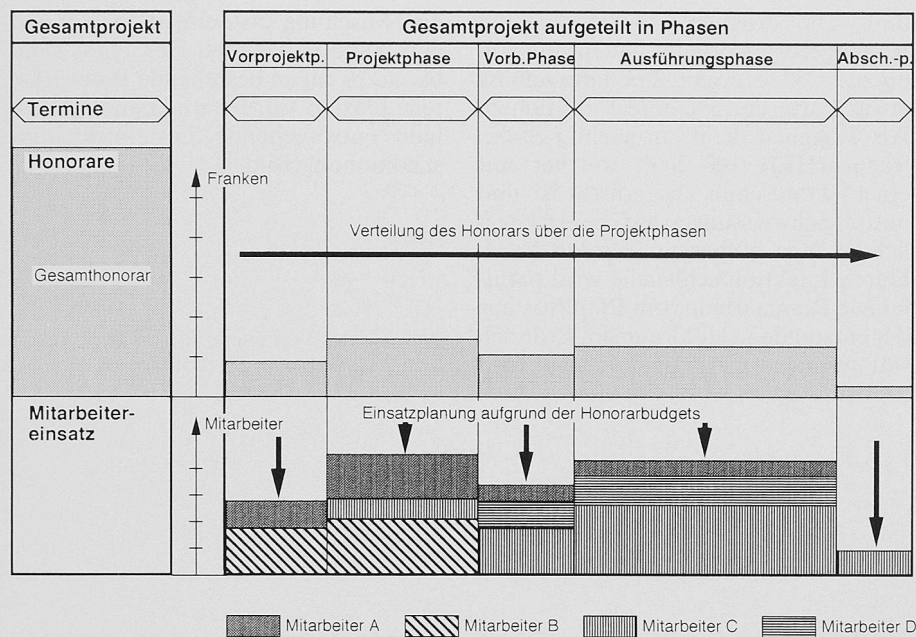 Gesamtprojekt
Gesamtprojekt aufgeteilt in Phasen
Vorprojektp.
Projektphase
Vorb.Phase
Ausführungsphase
Absch.-p.
Termine
Honorare
Franken
Verteilung des Honorars über die Projektphasen
Gesamthonorar
Mitarbeiter-
einsatz
Mitarbeiter
Einsatzplanung aufgrund der Honorarbudgets
Mitarbeiter A
Mitarbeiter B
Mitarbeiter C
Mitarbeiter D